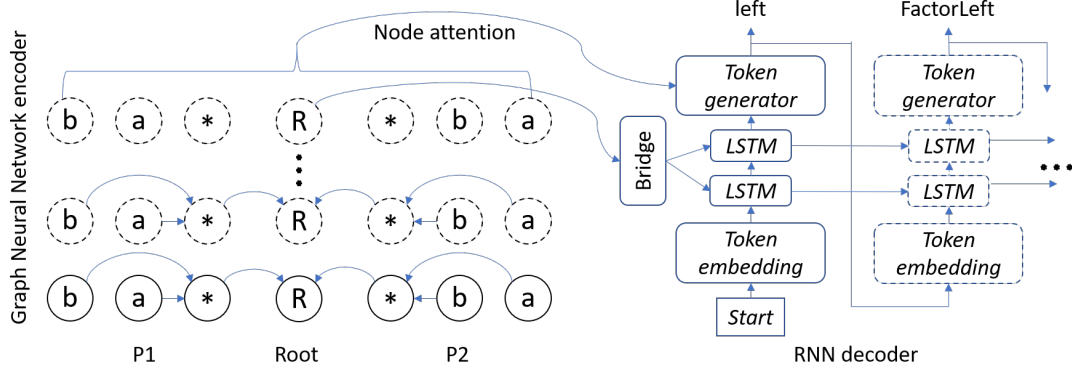 left
FactorLeft
Node attention
Graph Neural Network encoder
b a * R * b a
b a * R * b a
b a * R * b a
P1 Root P2
Bridge
Token
generator
LSTM
LSTM
Token
embedding
Start
Token
generator
LSTM
LSTM
Token
embedding
RNN decoder